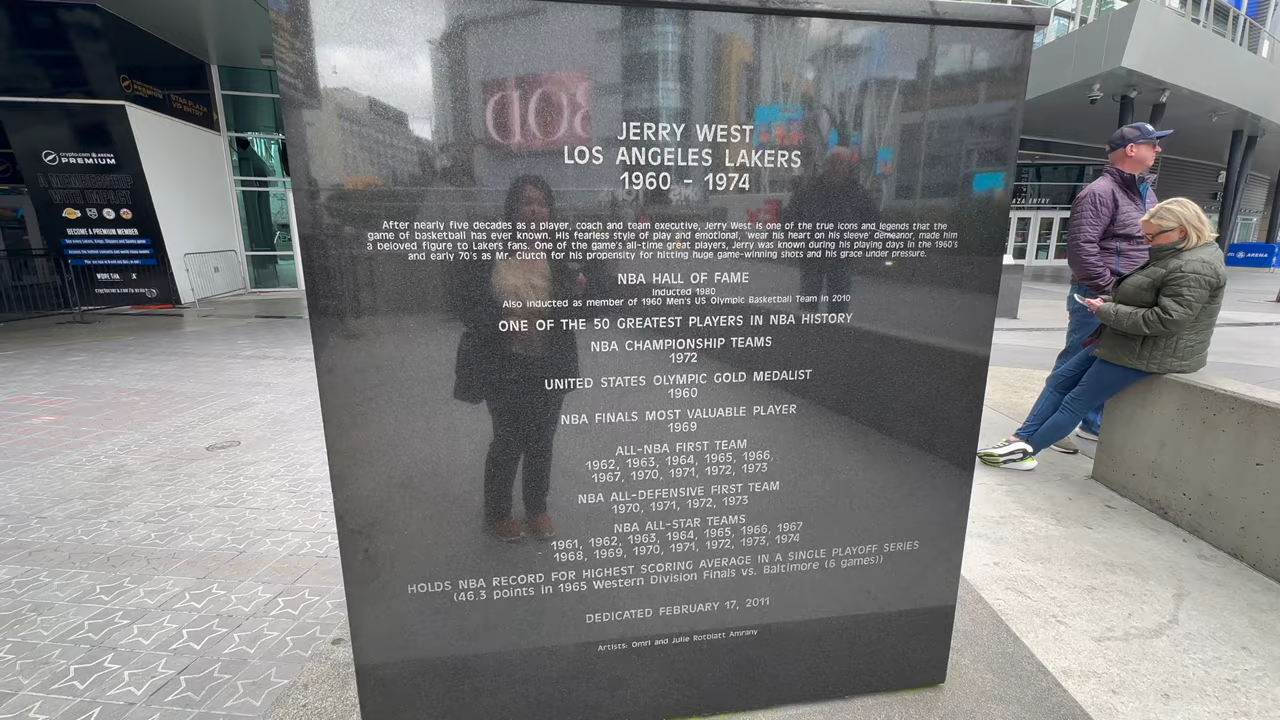 JERRY WEST
LOS ANGELES LAKERS
1960 - 1974
After nearly five decades as a player, coach and team executive, Jerry West is one of the true icons and legends that the
game of basketball has ever known. His fearless style of play and emotional, 'wear his heart on his sleeve' demeanor, made him
a beloved figure to Lakers fans. One of the game's all-time great players, Jerry was known during his playing days in the 1960's
and early 70's as Mr. Clutch for his propensity for hitting huge game-winning shots and his grace under pressure.
NBA HALL OF FAME
Inducted 1980
Also inducted as member of 1960 Men's US Olympic Basketball Team in 2010
ONE OF THE 50 GREATEST PLAYERS IN NBA HISTORY
NBA CHAMPIONSHIP TEAMS
1972
UNITED STATES OLYMPIC GOLD MEDALIST
1960
NBA FINALS MOST VALUABLE PLAYER
1969
ALL-NBA FIRST TEAM
1962, 1963, 1964, 1965, 1966,
1967, 1970, 1971, 1972, 1973
NBA ALL-DEFENSIVE FIRST TEAM
1970, 1971, 1972, 1973
NBA ALL-STAR TEAMS
1961, 1962, 1963, 1964, 1965, 1966, 1967
1968, 1969, 1970, 1971, 1972, 1973, 1974
HOLDS NBA RECORD FOR HIGHEST SCORING AVERAGE IN A SINGLE PLAYOFF SERIES
(46.3 points in 1965 Western Division Finals vs. Baltimore (6 games))
DEDICATED FEBRUARY 17, 2011
Artists: Omri and Julie Rotblatt Amrany
STAR PLAZA
VIP ENTRY
crypto.com ARENA
PREMIUM
A MEMBERSHIP
WITH IMPACT
BECOME A PREMIUM MEMBER
PLAZA ENTRY
ARENA